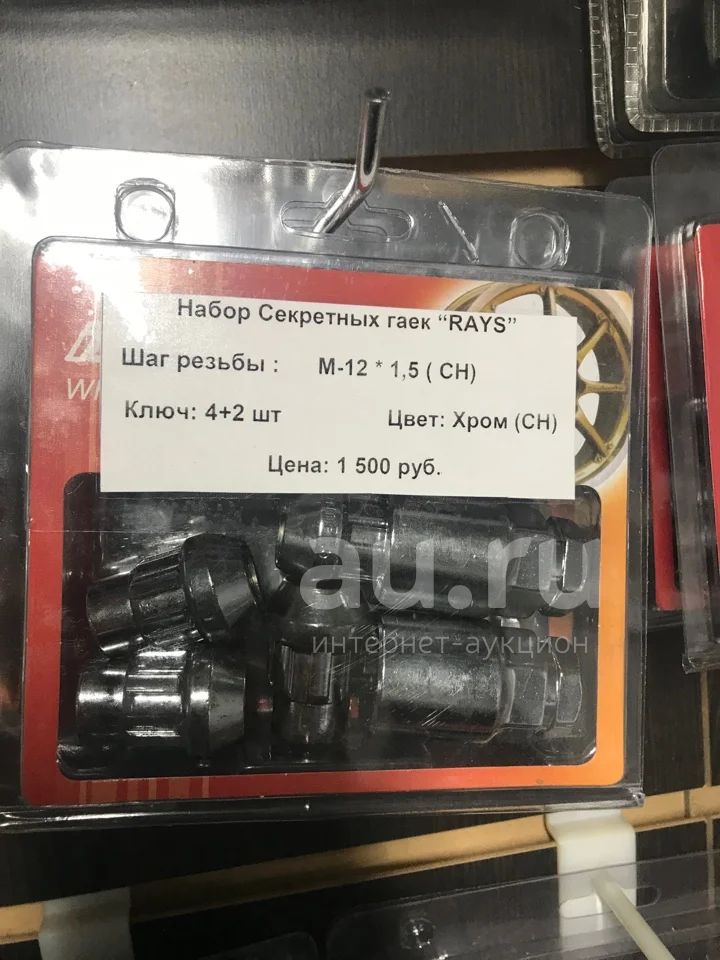 Набор Секретных гаек “RAYS”
Шаг резьбы : М-12 * 1,5 ( CH)
Ключ: 4+2 шт Цвет: Хром (CH)
Цена: 1 500 руб.
au.ru
интернет-аукцион